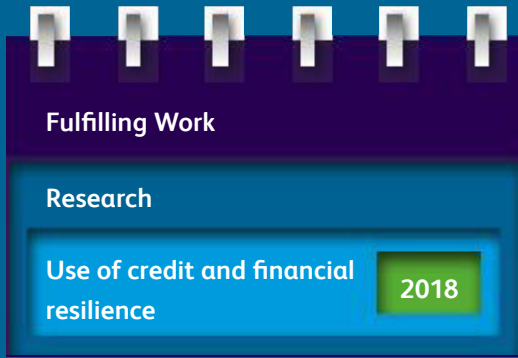 Fulfilling Work
Research
Use of credit and financial
resilience
2018